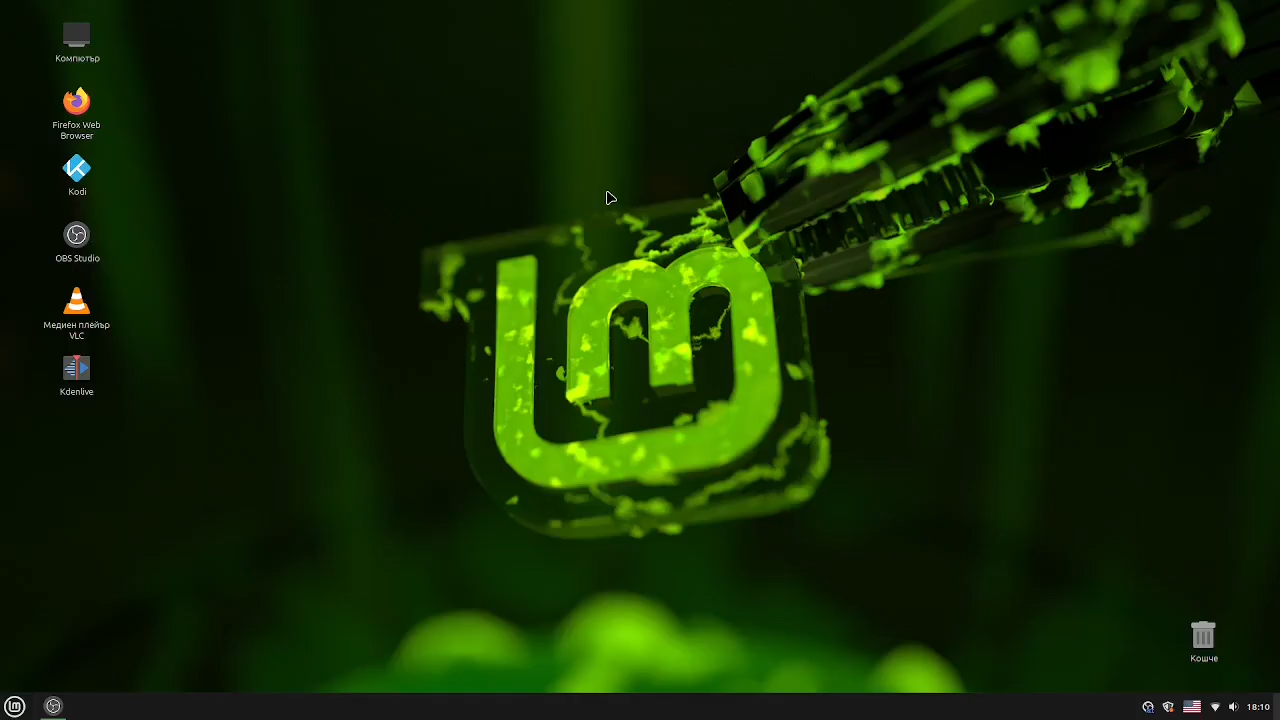 Компютър
Firefox Web
Browser
Kodi
OBS Studio
Медиен плейър
VLC
Kdenlive
Кошче
18:10